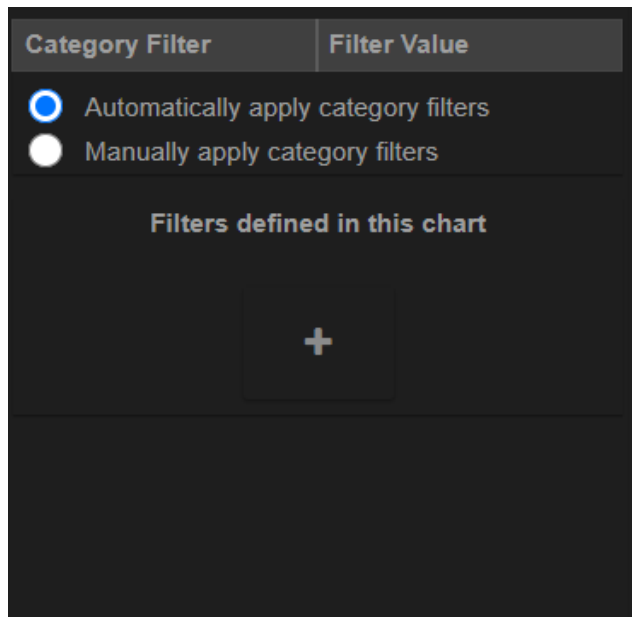 Category Filter Filter Value
Automatically apply category filters
Manually apply category filters
Filters defined in this chart
+